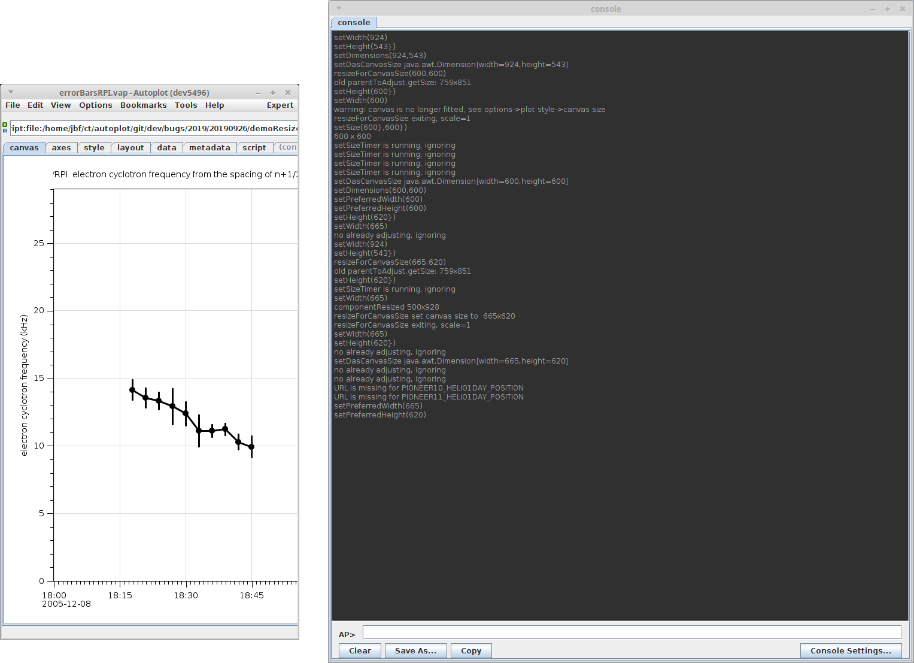 errorBarsRPI.vap - Autoplot (dev5496)
File Edit View Options Bookmarks Tools Help Expert
ipt:file:/home/jbf/ct/autoplot/git/dev/bugs/2019/20190926/demoResize
canvas axes style layout data metadata script (con
RPI electron cyclotron frequency from the spacing of n+1/2
electron cyclotron frequency (kHz)
25
20
15
10
5
0
18:00 18:15 18:30 18:45
2005-12-08
console
console
setWidth(924)
setHeight(543})
setDimensions(924,543)
setDasCanvasSize java.awt.Dimension[width=924,height=543]
resizeForCanvasSize(600,600)
old parentToAdjust.getSize: 759x851
setHeight(600})
setWidth(600)
warning: canvas is no longer fitted, see options->plot style->canvas size
resizeForCanvasSize exiting, scale=1
setSize(600},600})
600 x 600
setSizeTimer is running, ignoring
setSizeTimer is running, ignoring
setSizeTimer is running, ignoring
setSizeTimer is running, ignoring
setDasCanvasSize java.awt.Dimension[width=600,height=600]
setDimensions(600,600)
setPreferredWidth(600)
setPreferredHeight(600)
setHeight(620})
setWidth(665)
no already adjusting, ignoring
setWidth(924)
setHeight(543})
resizeForCanvasSize(665,620)
old parentToAdjust.getSize: 759x851
setHeight(620})
setSizeTimer is running, ignoring
setWidth(665)
componentResized 500x928
resizeForCanvasSize set canvas size to  665x620
resizeForCanvasSize exiting, scale=1
setWidth(665)
setHeight(620})
no already adjusting, ignoring
setDasCanvasSize java.awt.Dimension[width=665,height=620]
no already adjusting, ignoring
no already adjusting, ignoring
URL is missing for PIONEER10_HELIO1DAY_POSITION
URL is missing for PIONEER11_HELIO1DAY_POSITION
setPreferredWidth(665)
setPreferredHeight(620)
AP>
Clear Save As... Copy Console Settings...